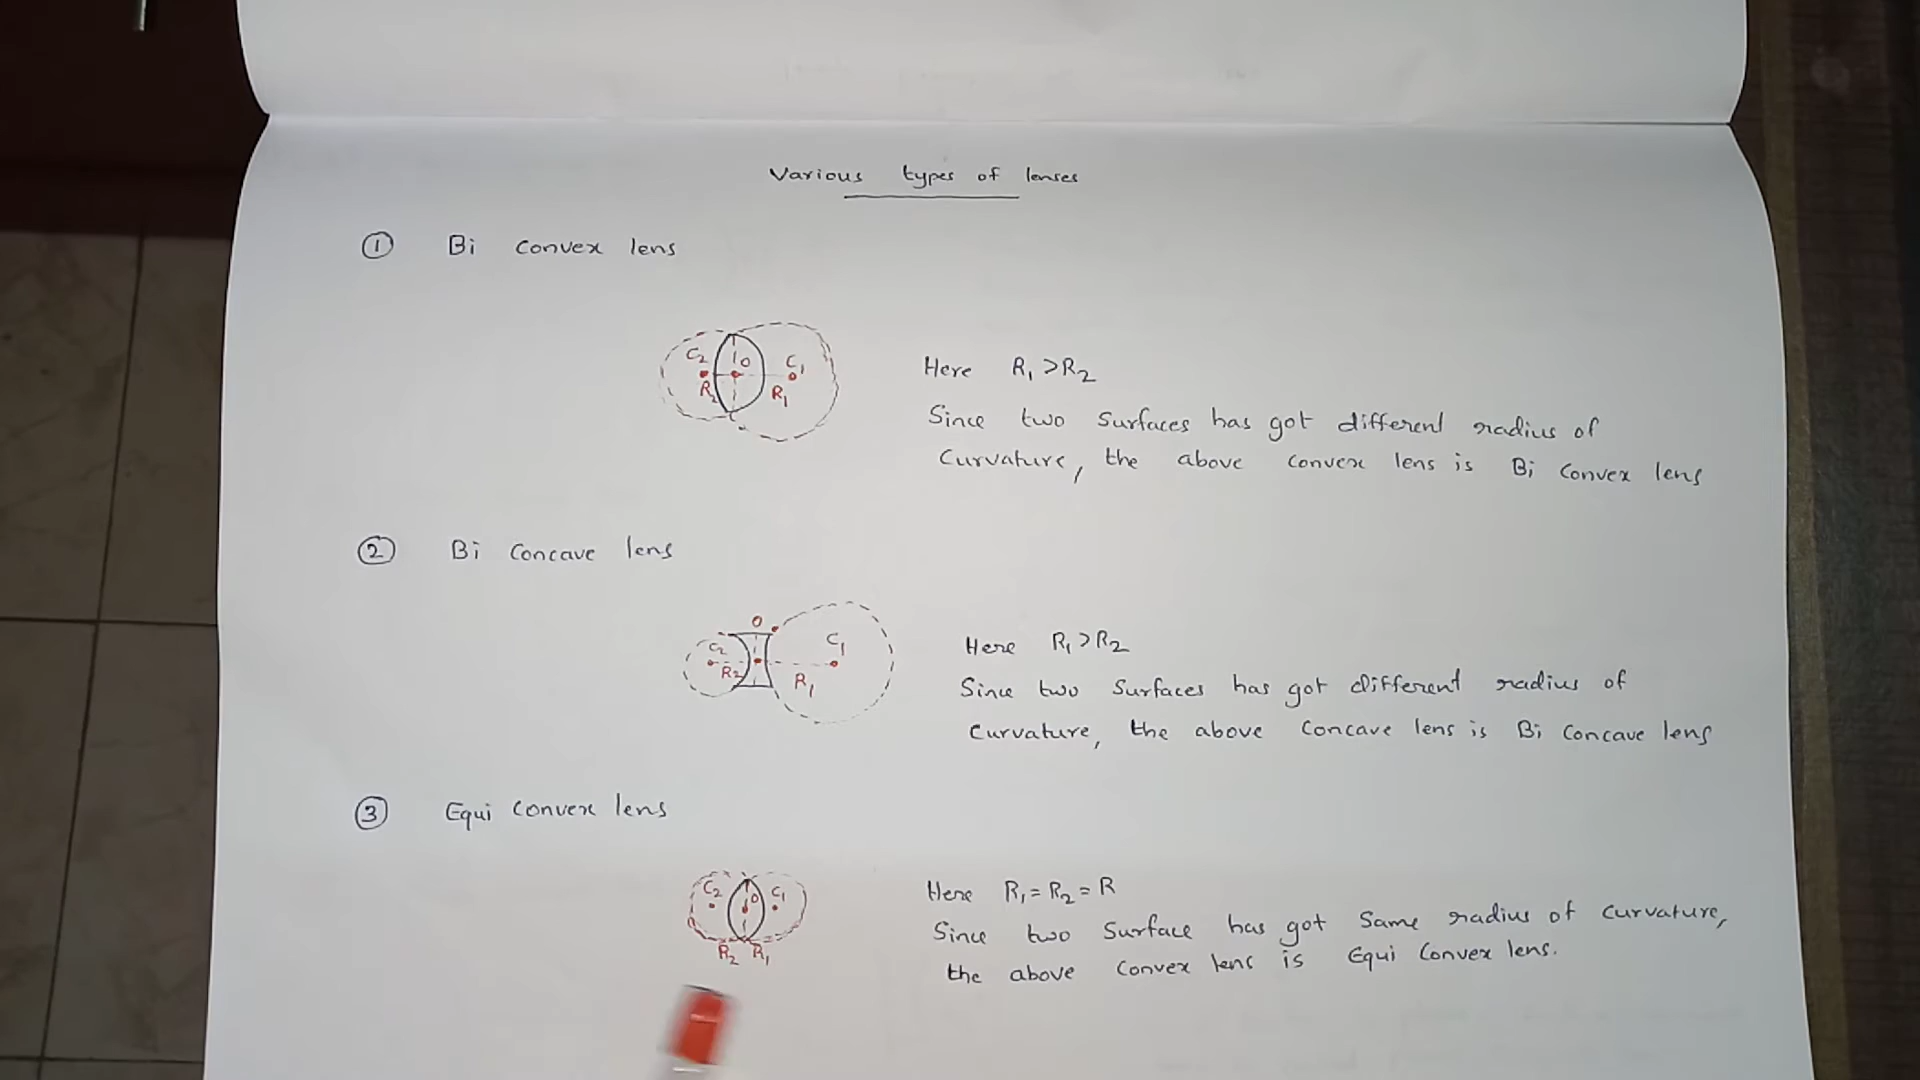 Various types of lenses
① Bi convex lens
C2 O C1
R2 R1
Here R1 > R2
Since two Surfaces has got different radius of
Curvature, the above convex lens is Bi Convex lens
② Bi Concave lens
O
C2 C1
R2 R1
Here R1 > R2
Since two Surfaces has got different radius of
Curvature, the above Concave lens is Bi Concave lens
③ Equi Convex lens
C2 O C1
R2 R1
Here R1 = R2 = R
Since two Surface has got Same radius of Curvature,
the above Convex lens is Equi Convex lens.